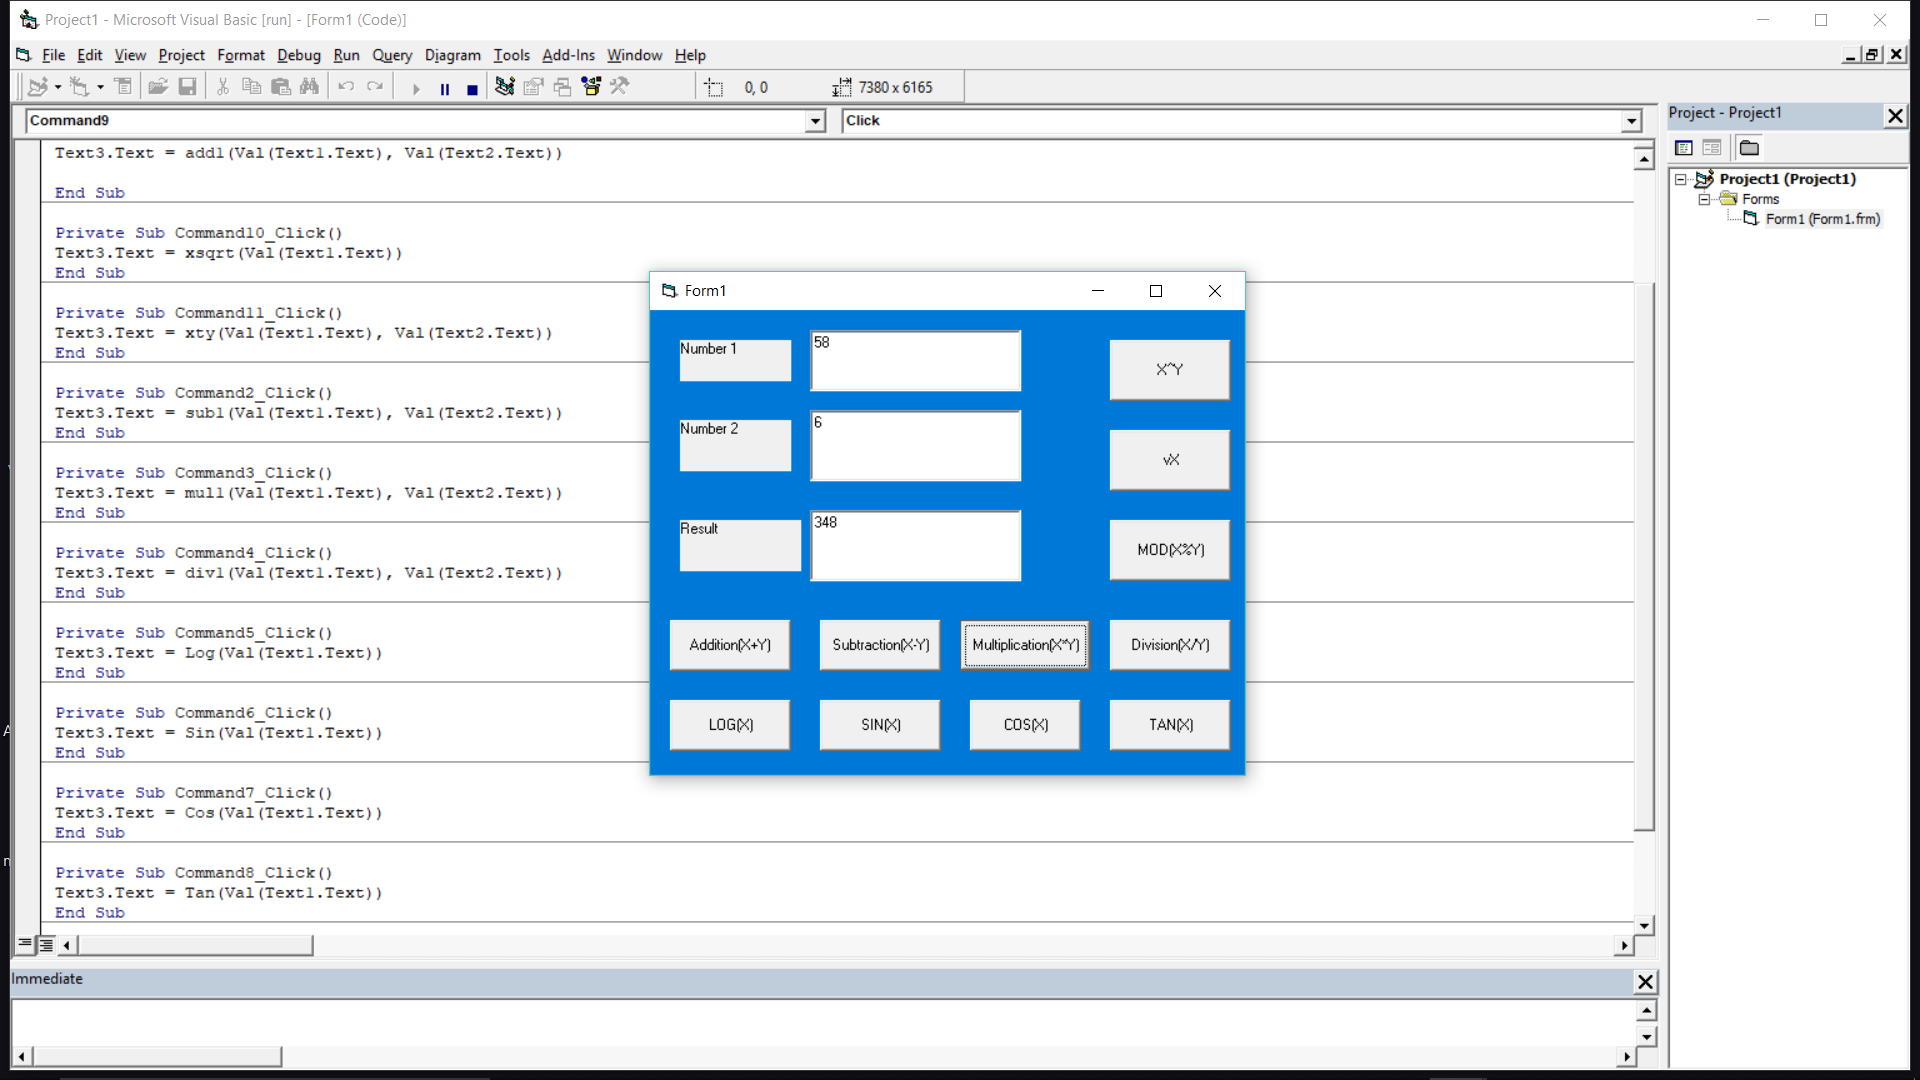 Project1 - Microsoft Visual Basic [run] - [Form1 (Code)]
File Edit View Project Format Debug Run Query Diagram Tools Add-Ins Window Help
0, 0 7380 x 6165
Command9 Click
Text3.Text = add1(Val(Text1.Text), Val(Text2.Text))
End Sub
Private Sub Command10_Click()
Text3.Text = xsqrt(Val(Text1.Text))
End Sub
Private Sub Command11_Click()
Text3.Text = xty(Val(Text1.Text), Val(Text2.Text))
End Sub
Private Sub Command2_Click()
Text3.Text = sub1(Val(Text1.Text), Val(Text2.Text))
End Sub
Private Sub Command3_Click()
Text3.Text = mul1(Val(Text1.Text), Val(Text2.Text))
End Sub
Private Sub Command4_Click()
Text3.Text = div1(Val(Text1.Text), Val(Text2.Text))
End Sub
Private Sub Command5_Click()
Text3.Text = Log(Val(Text1.Text))
End Sub
Private Sub Command6_Click()
Text3.Text = Sin(Val(Text1.Text))
End Sub
Private Sub Command7_Click()
Text3.Text = Cos(Val(Text1.Text))
End Sub
Private Sub Command8_Click()
Text3.Text = Tan(Val(Text1.Text))
End Sub
Form1
Number 1 58 X^Y
Number 2 6 √X
Result 348 MOD(X%Y)
Addition(X+Y) Subtraction(X-Y) Multiplication(X*Y) Division(X/Y)
LOG(X) SIN(X) COS(X) TAN(X)
Immediate
Project - Project1
Project1 (Project1)
Forms
Form1 (Form1.frm)